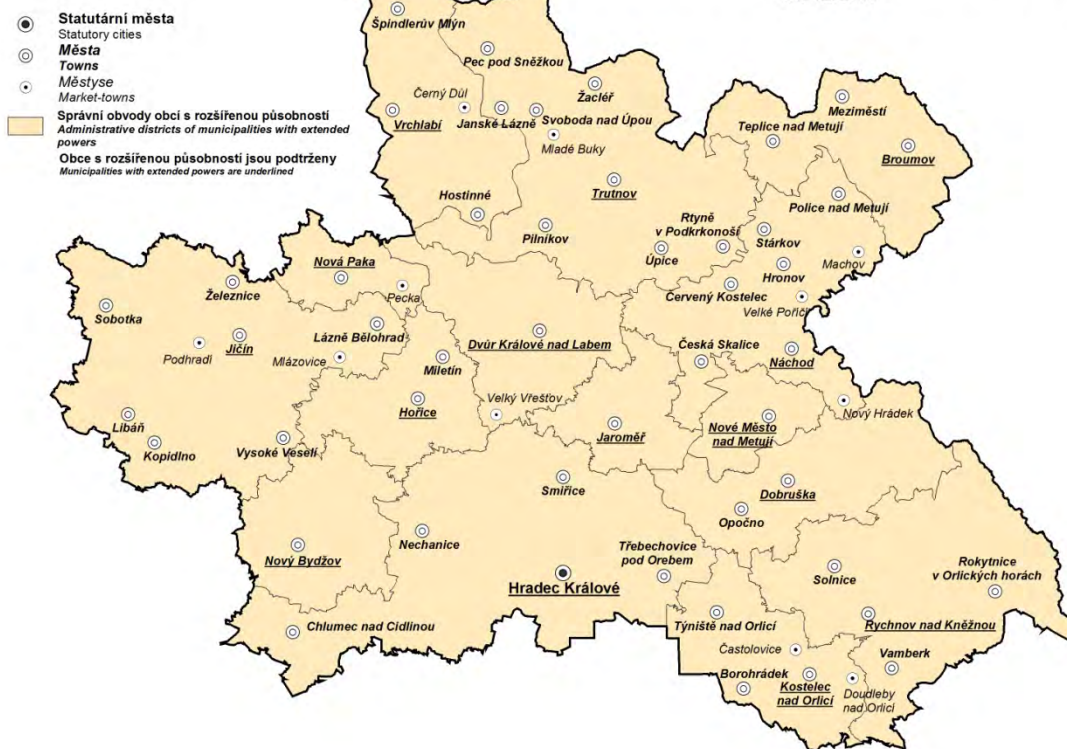 Statutární města
Statutory cities
Města
Towns
Městyse
Market-towns
Správní obvody obcí s rozšířenou působností
Administrative districts of municipalities with extended
powers
Obce s rozšířenou působností jsou podtrženy
Municipalities with extended powers are underlined
Špindlerův Mlýn
Pec pod Sněžkou
Žacléř
Černý Důl
Vrchlabí
Janské Lázně
Svoboda nad Úpou
Mladé Buky
Meziměstí
Teplice nad Metují
Broumov
Trutnov
Hostinné
Police nad Metují
Pilníkov
Rtyně
v Podkrkonoší
Stárkov
Úpice
Hronov
Machov
Nová Paka
Železnice
Pecka
Červený Kostelec
Velké Poříčí
Sobotka
Lázně Bělohrad
Podhradí
Jičín
Mlázovice
Dvůr Králové nad Labem
Česká Skalice
Náchod
Miletín
Hořice
Velký Vřešťov
Nový Hrádek
Libáň
Kopidlno
Vysoké Veselí
Jaroměř
Nové Město
nad Metují
Smiřice
Dobruška
Opočno
Nechanice
Nový Bydžov
Třebechovice
pod Orebem
Hradec Králové
Solnice
Rokytnice
v Orlických horách
Chlumec nad Cidlinou
Týniště nad Orlicí
Rychnov nad Kněžnou
Častolovice
Vamberk
Borohrádek
Kostelec
nad Orlicí
Doudleby
nad Orlicí